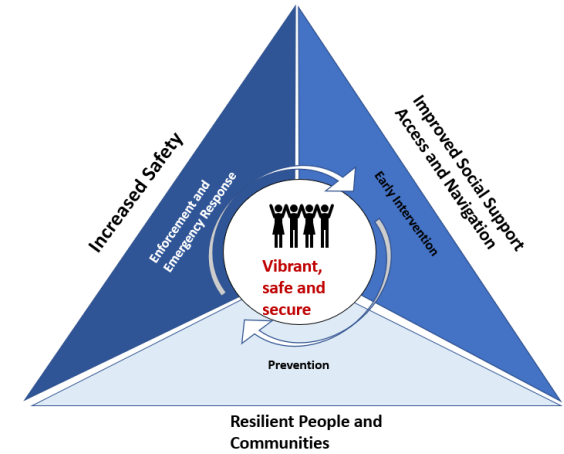 Increased Safety
Enforcement and
Emergency Response
Improved Social Support
Access and Navigation
Early Intervention
Vibrant,
safe and
secure
Prevention
Resilient People and
Communities